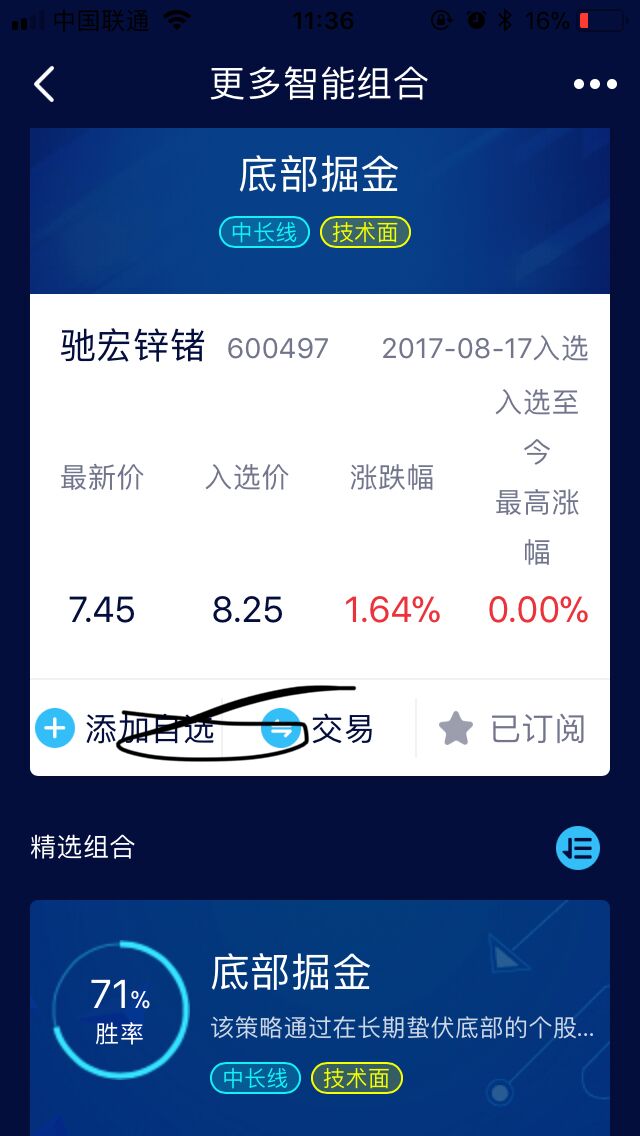 中国联通 11:36 16%
更多智能组合
底部掘金
中长线 技术面
驰宏锌锗 600497 2017-08-17入选
最新价 入选价 涨跌幅 入选至
今
最高涨
幅
7.45 8.25 1.64% 0.00%
添加自选 交易 已订阅
精选组合
71%
胜率
底部掘金
该策略通过在长期蛰伏底部的个股...
中长线 技术面